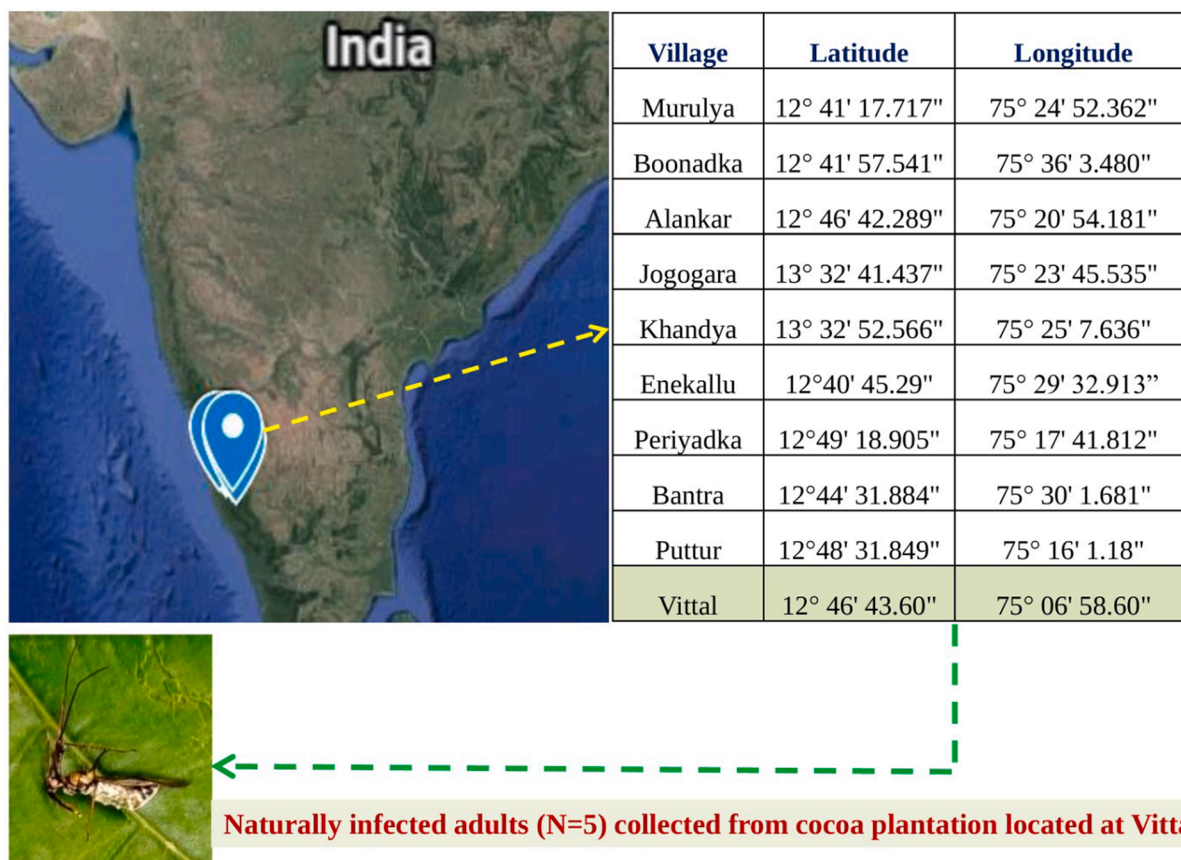 India
Village Latitude Longitude
Murulya 12° 41' 17.717" 75° 24' 52.362"
Boonadka 12° 41' 57.541" 75° 36' 3.480"
Alankar 12° 46' 42.289" 75° 20' 54.181"
Jogogara 13° 32' 41.437" 75° 23' 45.535"
Khandya 13° 32' 52.566" 75° 25' 7.636"
Enekallu 12°40' 45.29" 75° 29' 32.913”
Periyadka 12°49' 18.905" 75° 17' 41.812"
Bantra 12°44' 31.884" 75° 30' 1.681"
Puttur 12°48' 31.849" 75° 16' 1.18"
Vittal 12° 46' 43.60" 75° 06' 58.60"
Naturally infected adults (N=5) collected from cocoa plantation located at